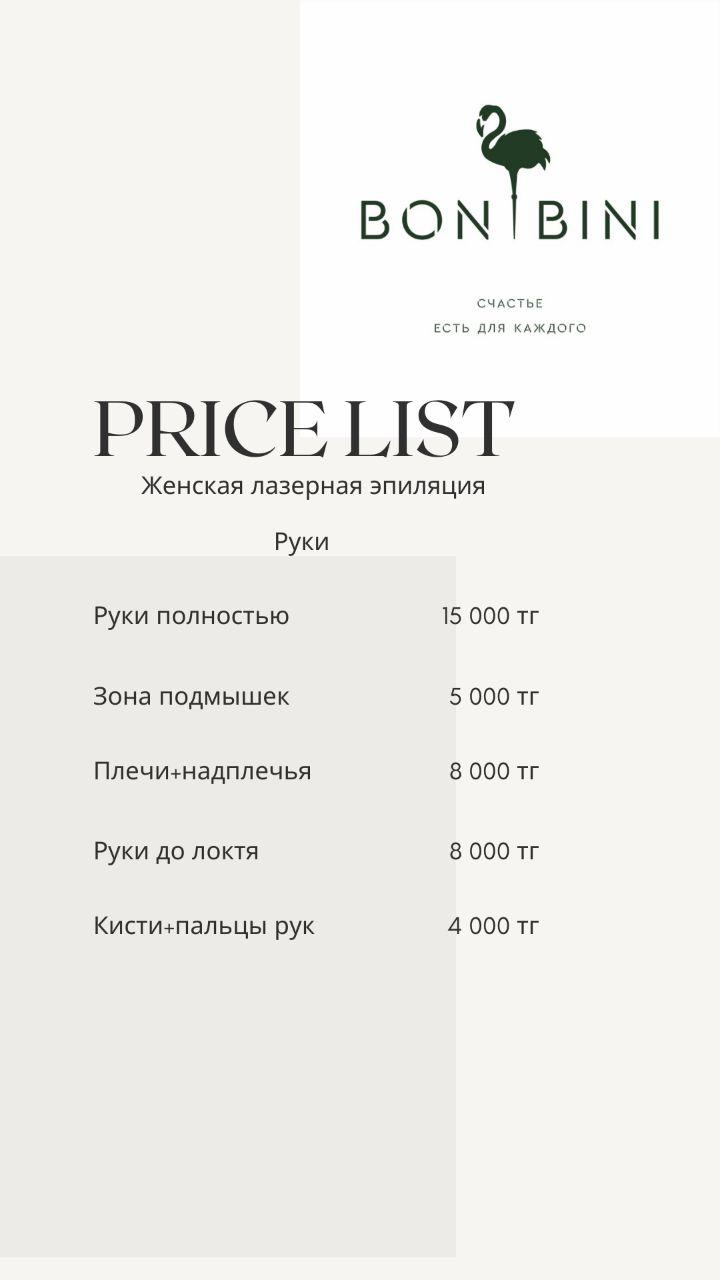 BON BINI
СЧАСТЬЕ
ЕСТЬ ДЛЯ КАЖДОГО
PRICE LIST
Женская лазерная эпиляция
Руки
Руки полностью 15 000 тг
Зона подмышек 5 000 тг
Плечи+надплечья 8 000 тг
Руки до локтя 8 000 тг
Кисти+пальцы рук 4 000 тг